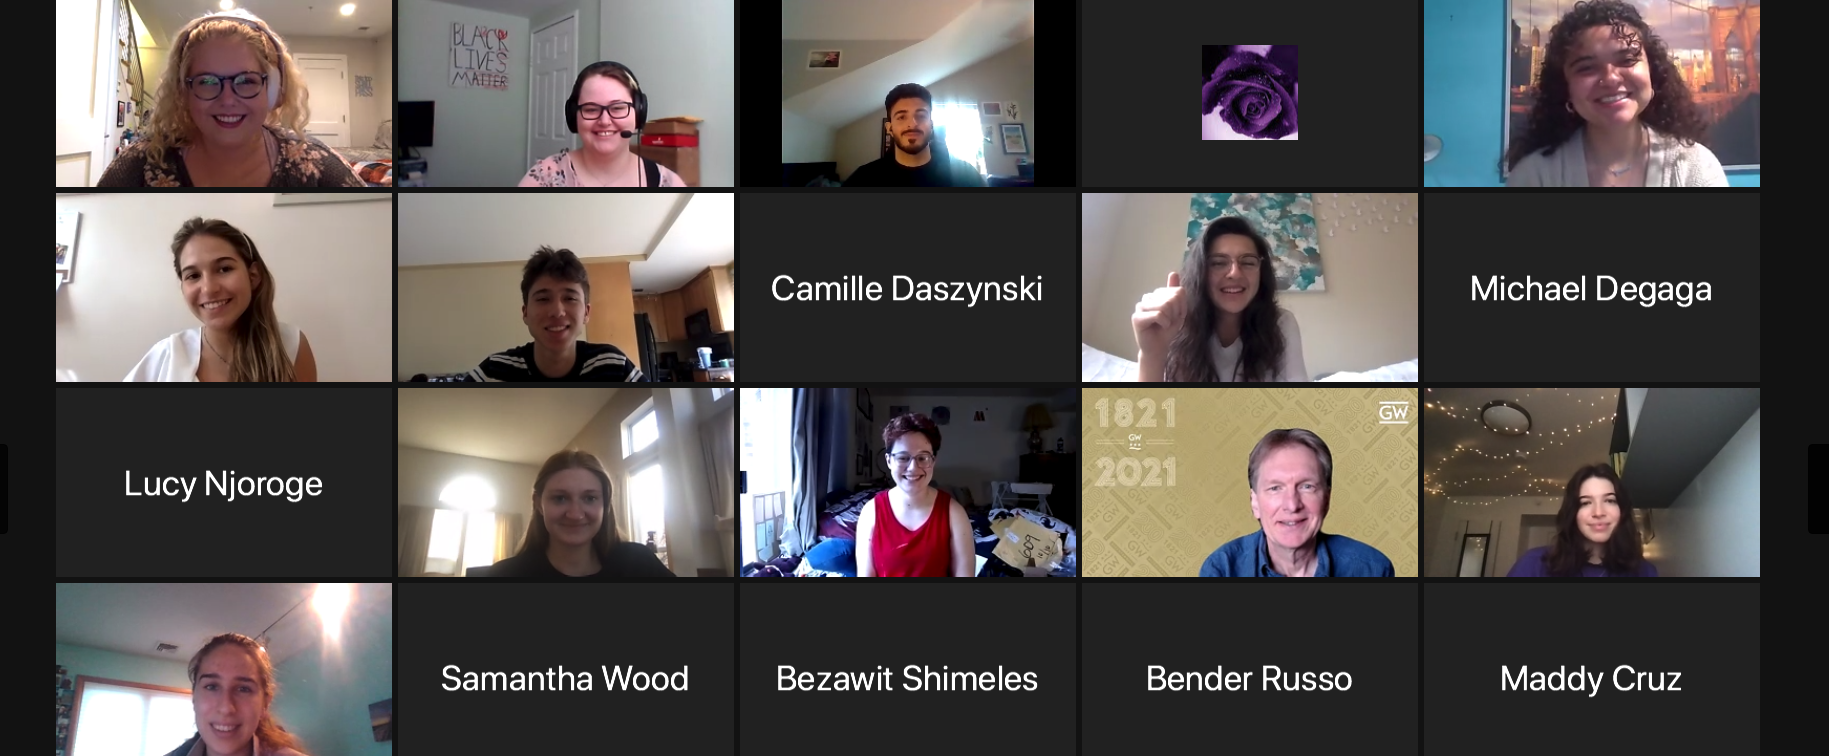 BLACK
LIVES
MATTER
Camille Daszynski
Michael Degaga
Lucy Njoroge
609
1821
GW
2021
GW
Samantha Wood
Bezawit Shimeles
Bender Russo
Maddy Cruz